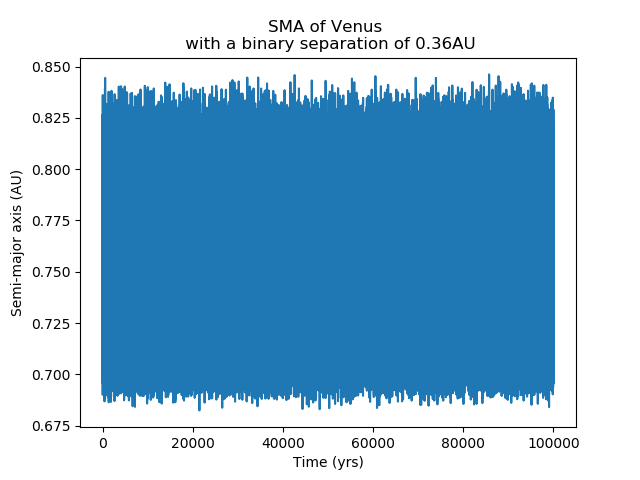 SMA of Venus
with a binary separation of 0.36AU
0.850
0.825
0.800
0.775
0.750
0.725
0.700
0.675
Semi-major axis (AU)
0 20000 40000 60000 80000 100000
Time (yrs)